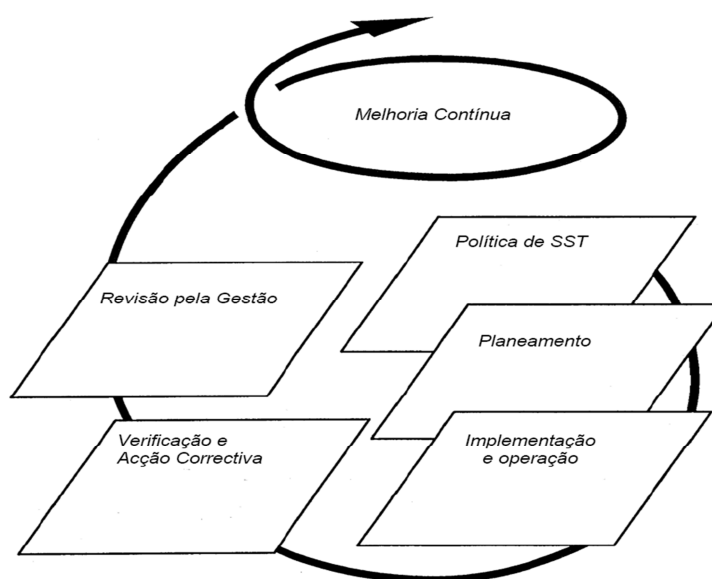 Melhoria Contínua
Política de SST
Revisão pela Gestão
Planeamento
Verificação e
Acção Correctiva
Implementação
e operação